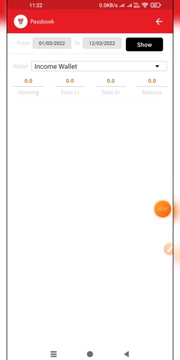 11:22 0.0KB/s
Passbook
From 01/03/2022 To 12/03/2022 Show
Wallet Income Wallet
0.0 0.0 0.0 0.0
Opening Total Cr Total Dr Balance